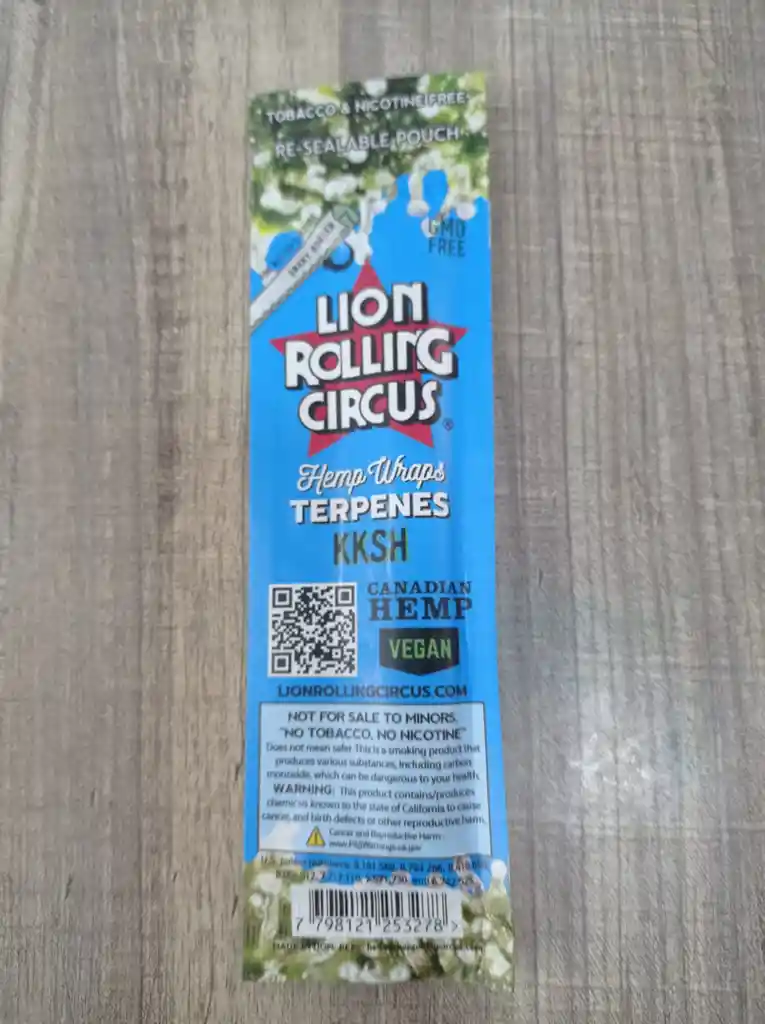 TOBACCO & NICOTINE FREE
RE-SEALABLE POUCH
GMO
FREE
LION
ROLLING
CIRCUS
®
Hemp Wraps
TERPENES
KKSH
CANADIAN
HEMP
VEGAN
LIONROLLINGCIRCUS.COM
NOT FOR SALE TO MINORS.
"NO TOBACCO, NO NICOTINE"
Does not mean safer. This is a smoking product that
produces various substances, including carbon
monoxide, which can be dangerous to your health.
WARNING: This product contains/produces
chemicals known to the state of California to cause
cancer, and birth defects or other reproductive harm.
Cancer and Reproductive Harm
7 798121 253278 >